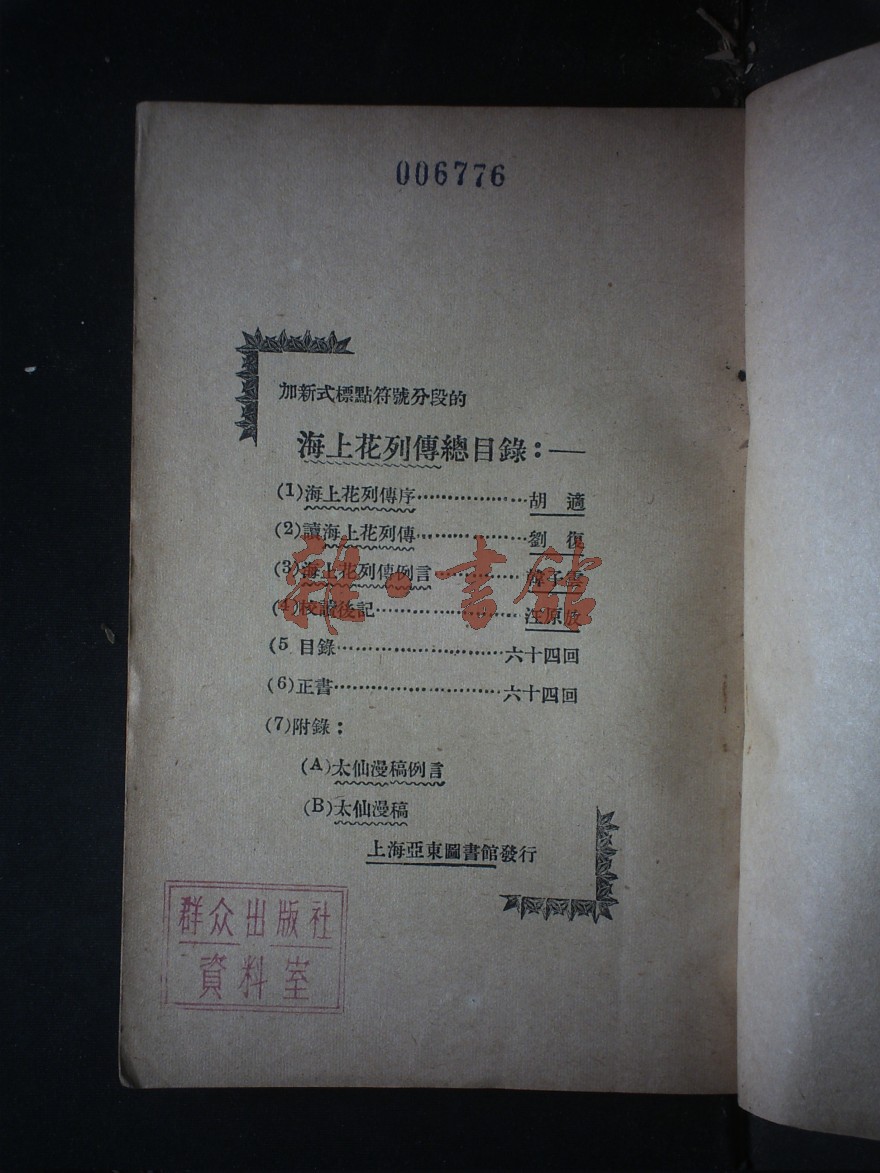 006776
加新式標點符號分段的
海上花列傳總目錄：—
(1)海上花列傳序………………胡適
(2)讀海上花列傳………………劉復
(3)海上花列傳例言……………韓子雲
(4)校讀後記……………………汪原放
(5 目錄…………………………六十四回
(6)正書…………………………六十四回
(7)附錄：
(A)太仙漫稿例言
(B)太仙漫稿
上海亞東圖書館發行
群众出版社
資料室
雜·書館